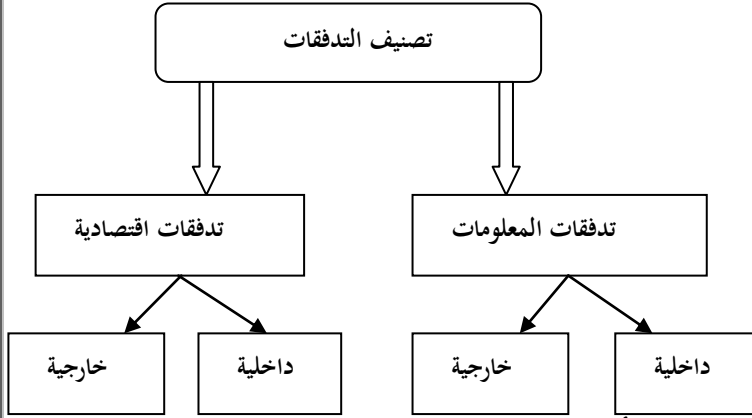 تصنيف التدفقات
تدفقات المعلومات
تدفقات اقتصادية
داخلية
خارجية
داخلية
خارجية